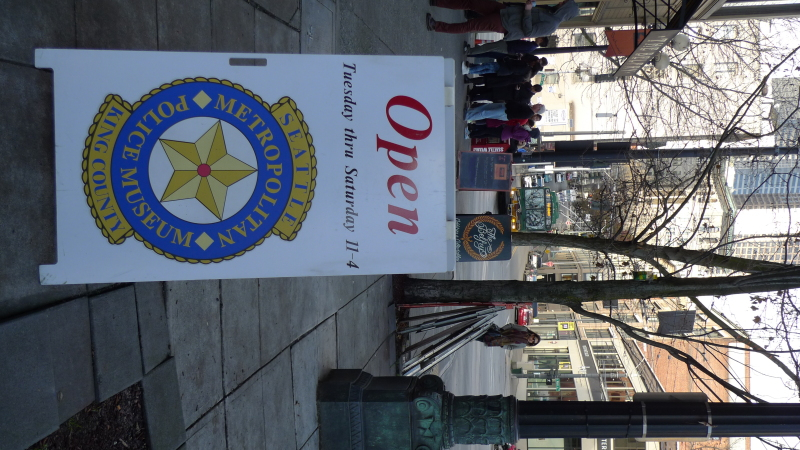 Open
Tuesday thru Saturday 11-4
SEATTLE
METROPOLITAN
POLICE MUSEUM
KING COUNTY